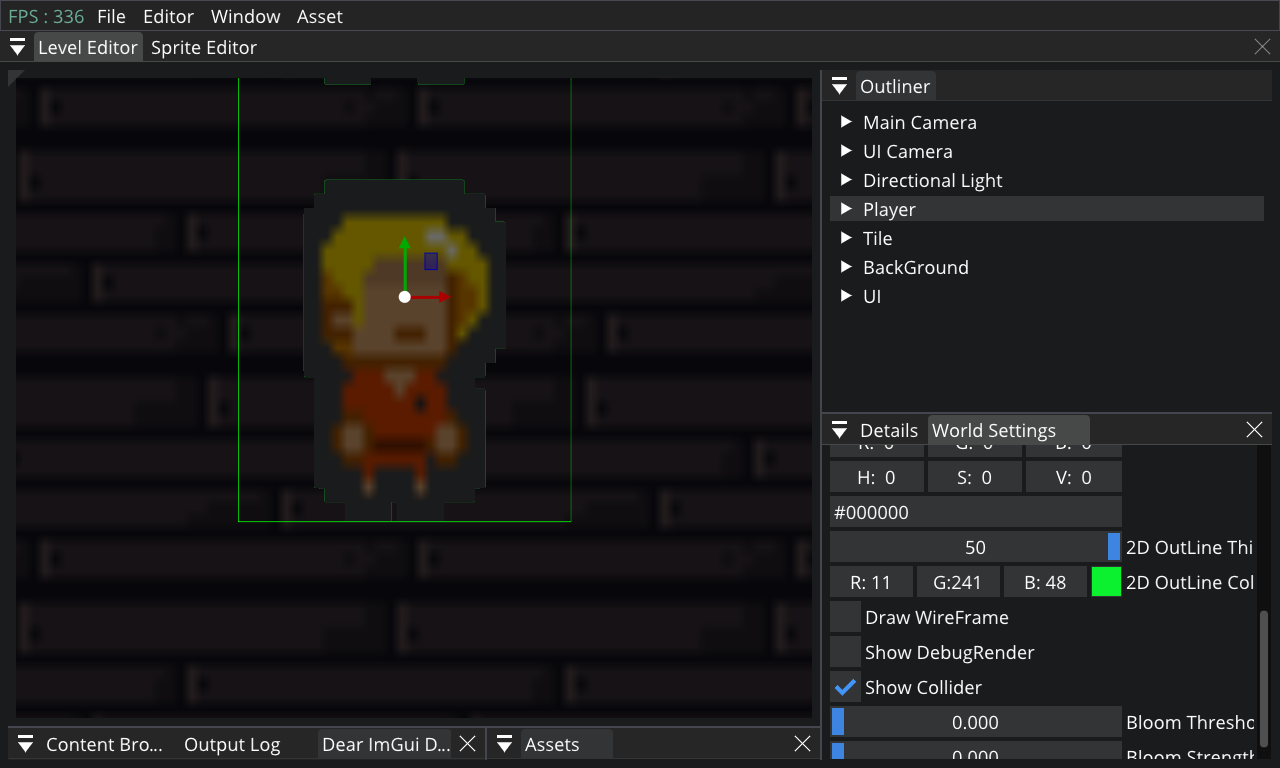 FPS : 336 File Editor Window Asset
Level Editor Sprite Editor
Outliner
Main Camera
UI Camera
Directional Light
Player
Tile
BackGround
UI
Details World Settings
R: 0 G: 0 B: 0
H: 0 S: 0 V: 0
#000000
50 2D OutLine Thi
R: 11 G:241 B: 48 2D OutLine Col
Draw WireFrame
Show DebugRender
Show Collider
0.000 Bloom Thresho
0.000 Bloom Strength
Content Bro... Output Log Dear ImGui D... Assets